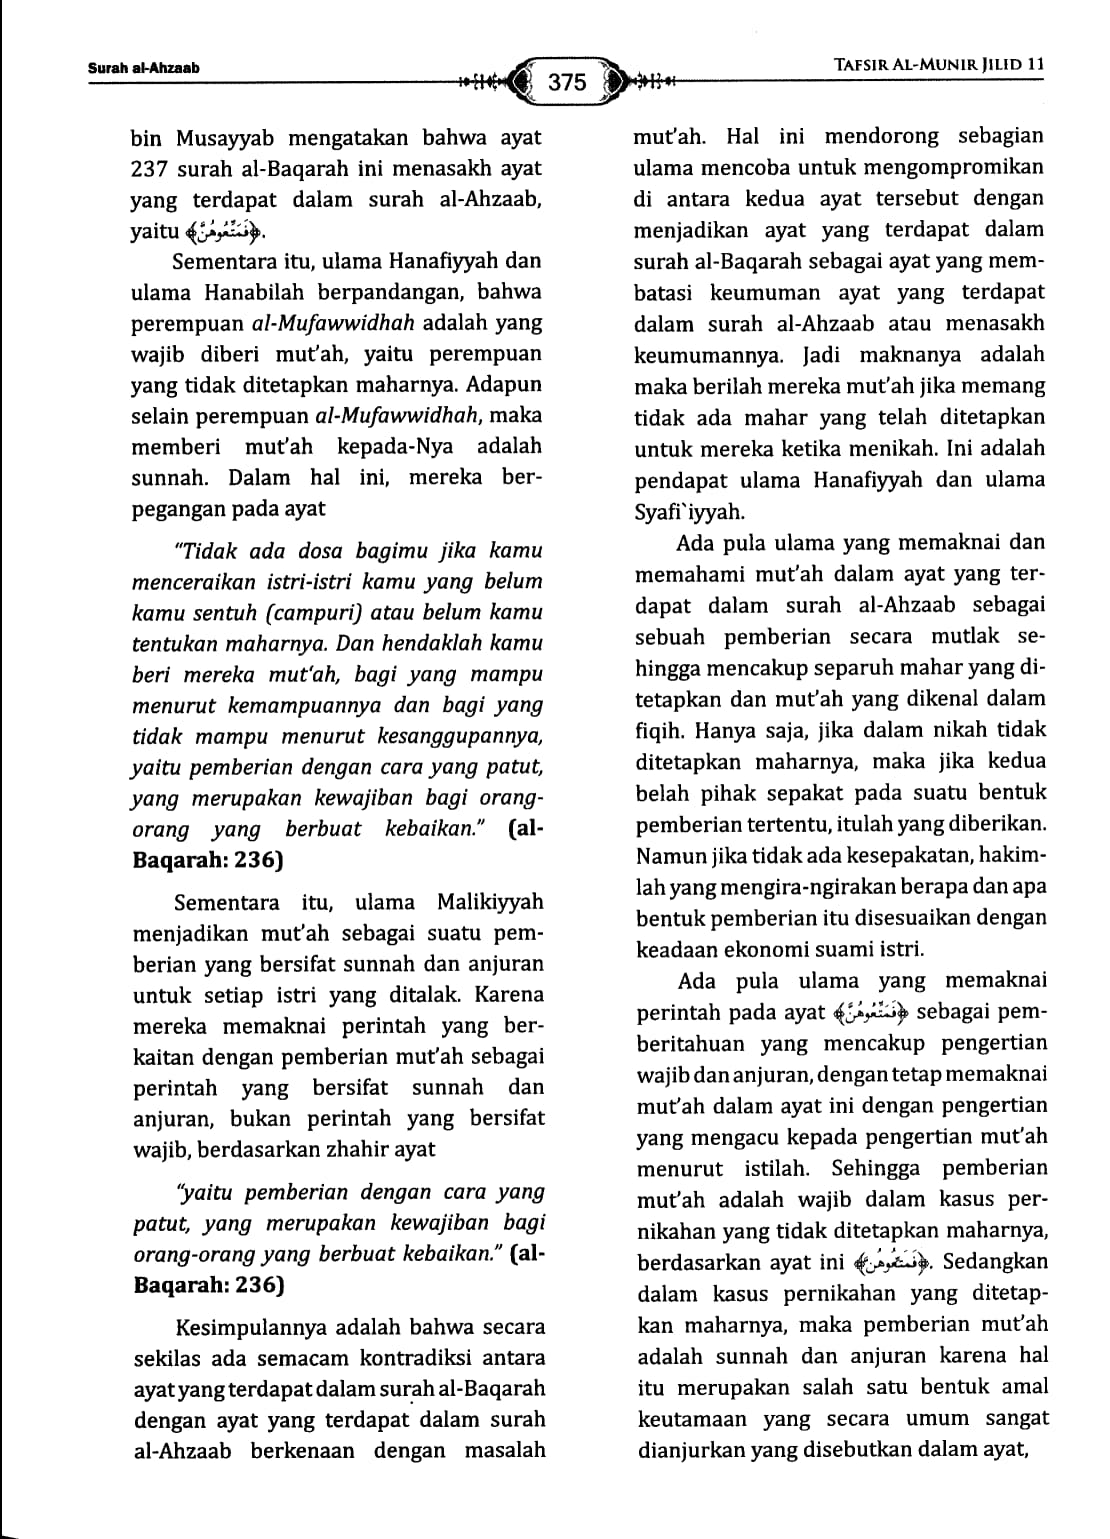 Surah al-Ahzaab
375
TAFSIR AL-MUNIR JILID 11
bin Musayyab mengatakan bahwa ayat
237 surah al-Baqarah ini menasakh ayat
yang terdapat dalam surah al-Ahzaab,
yaitu ﴿فَمَتِّعُوهُنَّ﴾.
Sementara itu, ulama Hanafiyyah dan
ulama Hanabilah berpandangan, bahwa
perempuan al-Mufawwidhah adalah yang
wajib diberi mut'ah, yaitu perempuan
yang tidak ditetapkan maharnya. Adapun
selain perempuan al-Mufawwidhah, maka
memberi mut'ah kepada-Nya adalah
sunnah. Dalam hal ini, mereka ber-
pegangan pada ayat
"Tidak ada dosa bagimu jika kamu
menceraikan istri-istri kamu yang belum
kamu sentuh (campuri) atau belum kamu
tentukan maharnya. Dan hendaklah kamu
beri mereka mut'ah, bagi yang mampu
menurut kemampuannya dan bagi yang
tidak mampu menurut kesanggupannya,
yaitu pemberian dengan cara yang patut,
yang merupakan kewajiban bagi orang-
orang yang berbuat kebaikan." (al-
Baqarah: 236)
Sementara itu, ulama Malikiyyah
menjadikan mut'ah sebagai suatu pem-
berian yang bersifat sunnah dan anjuran
untuk setiap istri yang ditalak. Karena
mereka memaknai perintah yang ber-
kaitan dengan pemberian mut'ah sebagai
perintah yang bersifat sunnah dan
anjuran, bukan perintah yang bersifat
wajib, berdasarkan zhahir ayat
"yaitu pemberian dengan cara yang
patut, yang merupakan kewajiban bagi
orang-orang yang berbuat kebaikan." (al-
Baqarah: 236)
Kesimpulannya adalah bahwa secara
sekilas ada semacam kontradiksi antara
ayat yang terdapat dalam surah al-Baqarah
dengan ayat yang terdapat dalam surah
al-Ahzaab berkenaan dengan masalah
mut'ah. Hal ini mendorong sebagian
ulama mencoba untuk mengompromikan
di antara kedua ayat tersebut dengan
menjadikan ayat yang terdapat dalam
surah al-Baqarah sebagai ayat yang mem-
batasi keumuman ayat yang terdapat
dalam surah al-Ahzaab atau menasakh
keumumannya. Jadi maknanya adalah
maka berilah mereka mut'ah jika memang
tidak ada mahar yang telah ditetapkan
untuk mereka ketika menikah. Ini adalah
pendapat ulama Hanafiyyah dan ulama
Syafi`iyyah.
Ada pula ulama yang memaknai dan
memahami mut'ah dalam ayat yang ter-
dapat dalam surah al-Ahzaab sebagai
sebuah pemberian secara mutlak se-
hingga mencakup separuh mahar yang di-
tetapkan dan mut'ah yang dikenal dalam
fiqih. Hanya saja, jika dalam nikah tidak
ditetapkan maharnya, maka jika kedua
belah pihak sepakat pada suatu bentuk
pemberian tertentu, itulah yang diberikan.
Namun jika tidak ada kesepakatan, hakim-
lah yang mengira-ngirakan berapa dan apa
bentuk pemberian itu disesuaikan dengan
keadaan ekonomi suami istri.
Ada pula ulama yang memaknai
perintah pada ayat ﴿فَمَتِّعُوهُنَّ﴾ sebagai pem-
beritahuan yang mencakup pengertian
wajib dan anjuran, dengan tetap memaknai
mut'ah dalam ayat ini dengan pengertian
yang mengacu kepada pengertian mut'ah
menurut istilah. Sehingga pemberian
mut'ah adalah wajib dalam kasus per-
nikahan yang tidak ditetapkan maharnya,
berdasarkan ayat ini ﴿فَمَتِّعُوهُنَّ﴾. Sedangkan
dalam kasus pernikahan yang ditetap-
kan maharnya, maka pemberian mut'ah
adalah sunnah dan anjuran karena hal
itu merupakan salah satu bentuk amal
keutamaan yang secara umum sangat
dianjurkan yang disebutkan dalam ayat,